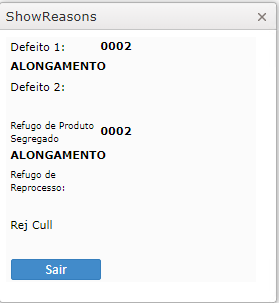 ShowReasons ×
Defeito 1: 0002
ALONGAMENTO
Defeito 2:
Refugo de Produto
Segregado 0002
ALONGAMENTO
Refugo de
Reprocesso:
Rej Cull
Sair